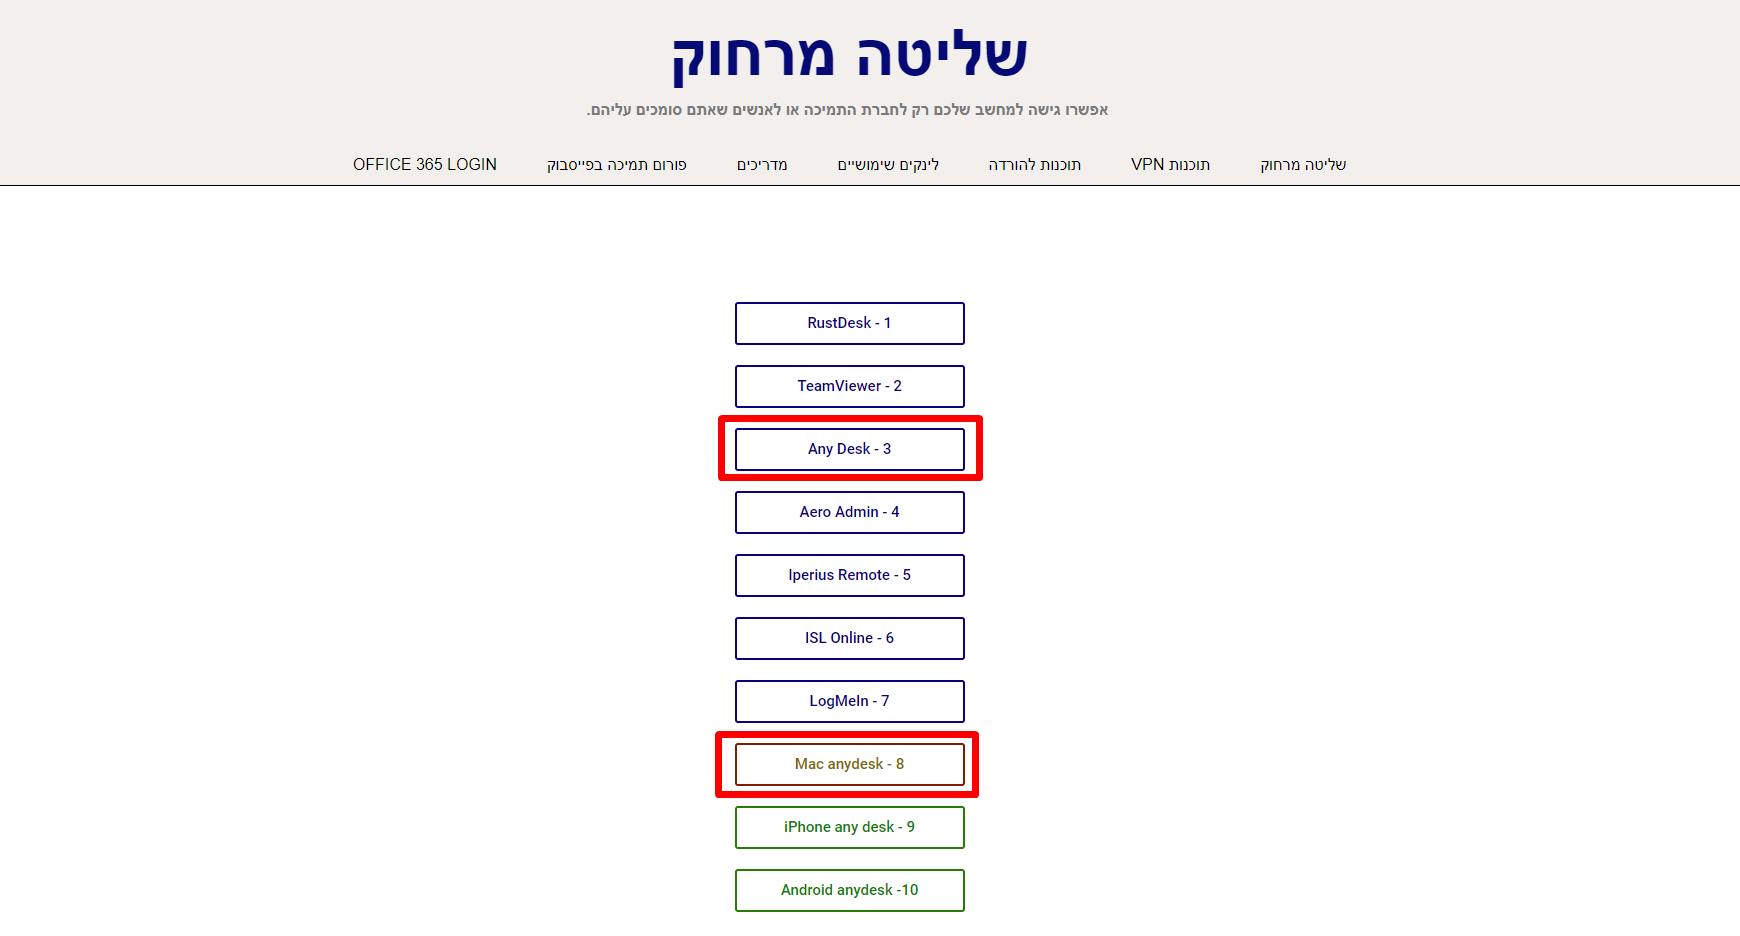 שליטה מרחוק
אפשרו גישה למחשב שלכם רק לחברת התמיכה או לאנשים שאתם סומכים עליהם.
שליטה מרחוק תוכנות VPN תוכנות להורדה לינקים שימושיים מדריכים פורום תמיכה בפייסבוק OFFICE 365 LOGIN
RustDesk - 1
TeamViewer - 2
Any Desk - 3
Aero Admin - 4
Iperius Remote - 5
ISL Online - 6
LogMeIn - 7
Mac anydesk - 8
iPhone any desk - 9
Android anydesk -10